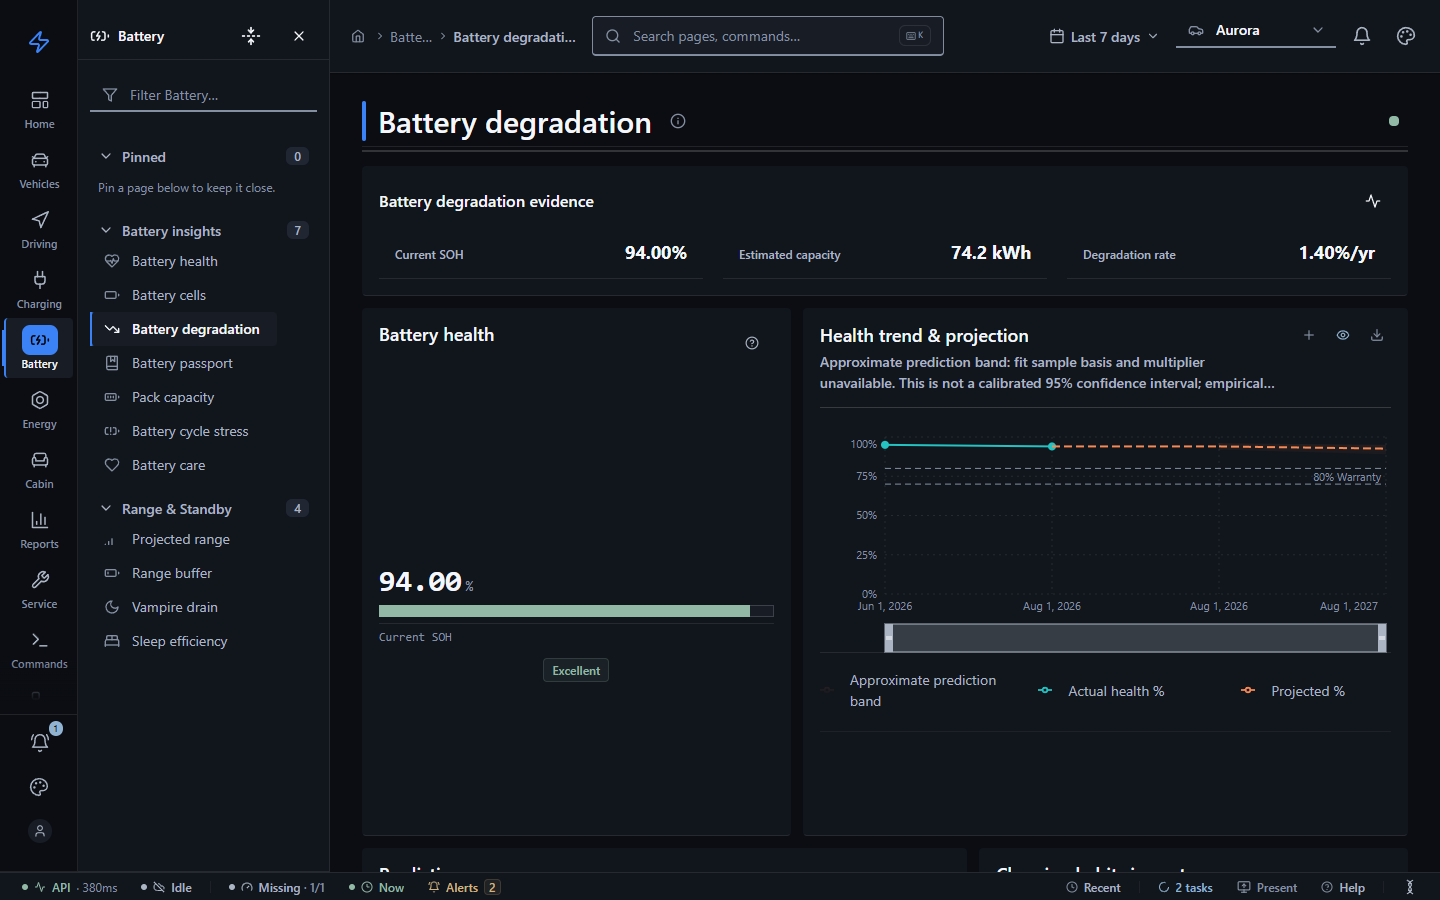 Battery
Batte...
Battery degradati...
Search pages, commands...
K
Last 7 days
Aurora
Filter Battery...
Home
Vehicles
Driving
Charging
Battery
Energy
Cabin
Reports
Service
Commands
1
Pinned
0
Pin a page below to keep it close.
Battery insights
7
Battery health
Battery cells
Battery degradation
Battery passport
Pack capacity
Battery cycle stress
Battery care
Range & Standby
4
Projected range
Range buffer
Vampire drain
Sleep efficiency
Battery degradation
Battery degradation evidence
Current SOH
94.00%
Estimated capacity
74.2 kWh
Degradation rate
1.40%/yr
Battery health
94.00 %
Current SOH
Excellent
Health trend & projection
Approximate prediction band: fit sample basis and multiplier
unavailable. This is not a calibrated 95% confidence interval; empirical...
100%
75%
80% Warranty
50%
25%
0%
Jun 1, 2026
Aug 1, 2026
Aug 1, 2026
Aug 1, 2027
Approximate prediction
band
Actual health %
Projected %
API · 380ms
Idle
Missing · 1/1
Now
Alerts 2
Recent
2 tasks
Present
Help